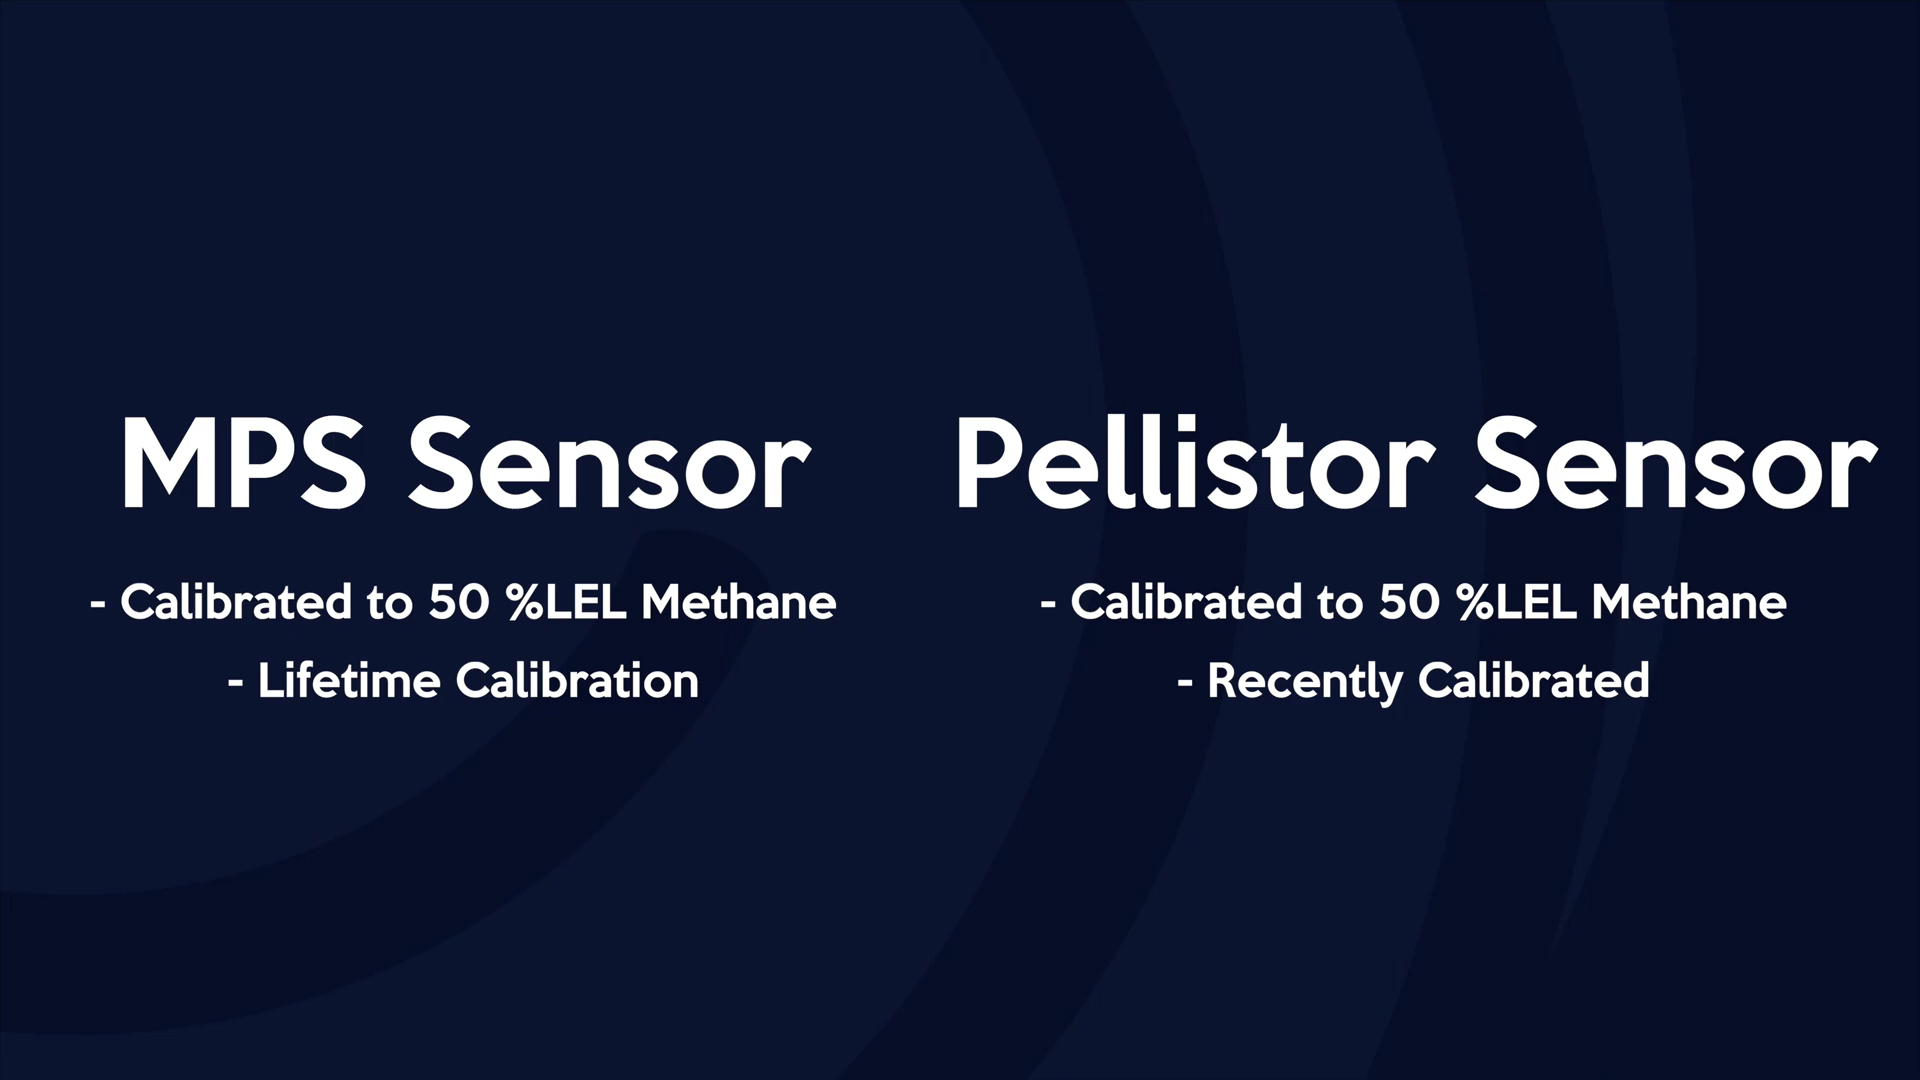 MPS Sensor
- Calibrated to 50 %LEL Methane
- Lifetime Calibration
Pellistor Sensor
- Calibrated to 50 %LEL Methane
- Recently Calibrated